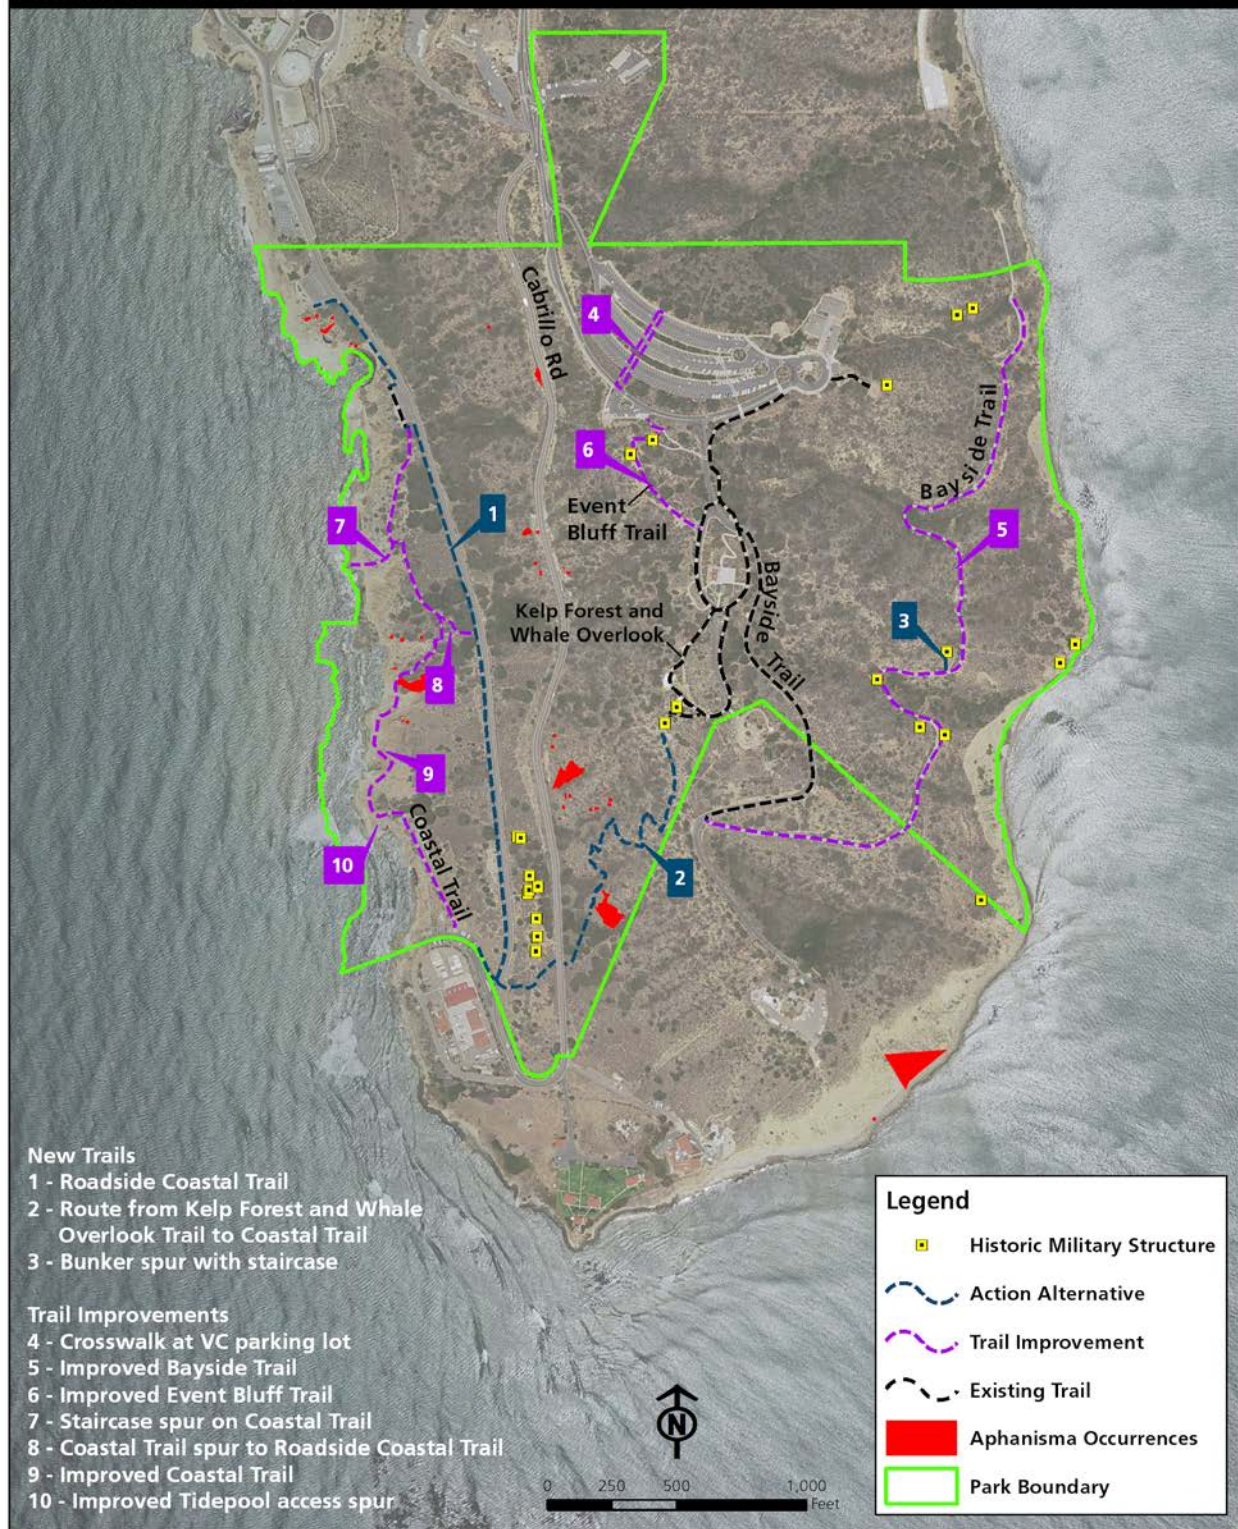 Cabrillo Rd
4
6
Event
Bluff Trail
Bayside Trail
5
7
1
Kelp Forest and
Whale Overlook
Bayside Trail
3
8
9
Coastal Trail
10
2
New Trails
1 - Roadside Coastal Trail
2 - Route from Kelp Forest and Whale
Overlook Trail to Coastal Trail
3 - Bunker spur with staircase
Trail Improvements
4 - Crosswalk at VC parking lot
5 - Improved Bayside Trail
6 - Improved Event Bluff Trail
7 - Staircase spur on Coastal Trail
8 - Coastal Trail spur to Roadside Coastal Trail
9 - Improved Coastal Trail
10 - Improved Tidepool access spur
N
0 250 500 1,000
Feet
Legend
Historic Military Structure
Action Alternative
Trail Improvement
Existing Trail
Aphanisma Occurrences
Park Boundary